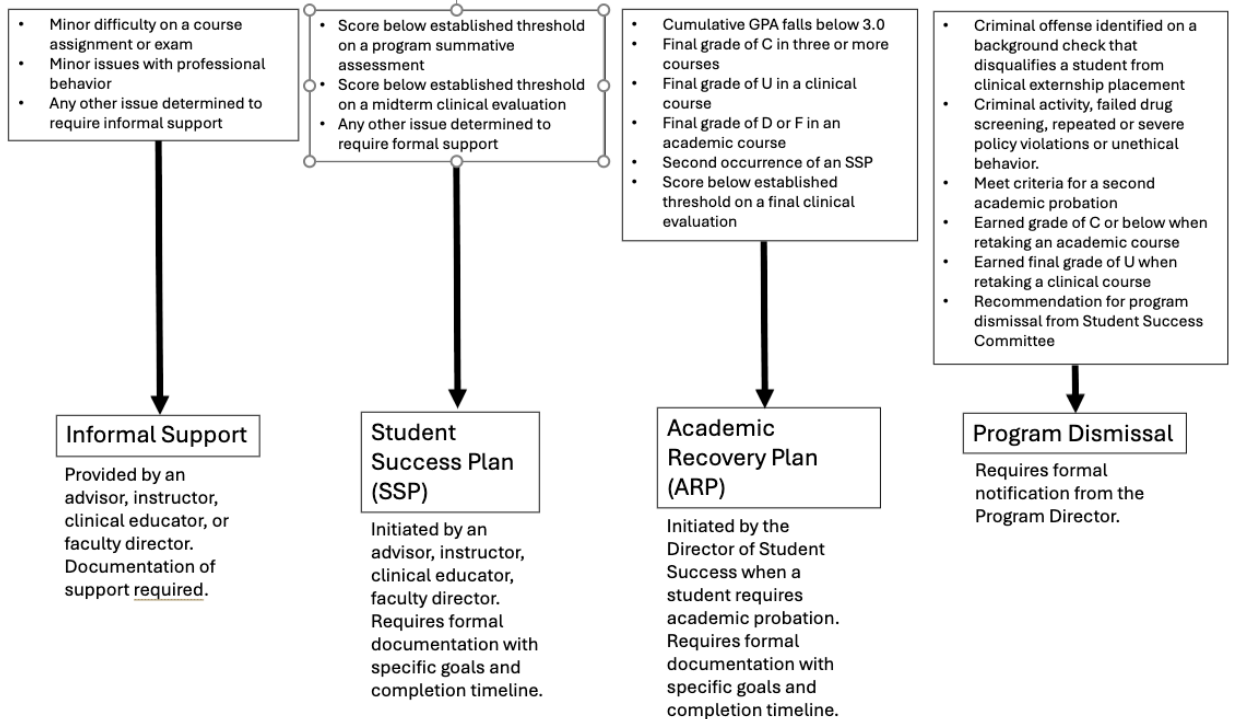 • Minor difficulty on a course
assignment or exam
• Minor issues with professional
behavior
• Any other issue determined to
require informal support
• Score below established threshold
on a program summative
assessment
• Score below established threshold
on a midterm clinical evaluation
• Any other issue determined to
require formal support
• Cumulative GPA falls below 3.0
• Final grade of C in three or more
courses
• Final grade of U in a clinical
course
• Final grade of D or F in an
academic course
• Second occurrence of an SSP
• Score below established
threshold on a final clinical
evaluation
• Criminal offense identified on a
background check that
disqualifies a student from
clinical externship placement
• Criminal activity, failed drug
screening, repeated or severe
policy violations or unethical
behavior.
• Meet criteria for a second
academic probation
• Earned grade of C or below when
retaking an academic course
• Earned final grade of U when
retaking a clinical course
• Recommendation for program
dismissal from Student Success
Committee
Informal Support
Provided by an
advisor, instructor,
clinical educator, or
faculty director.
Documentation of
support required.
Student
Success Plan
(SSP)
Initiated by an
advisor, instructor,
clinical educator,
faculty director.
Requires formal
documentation with
specific goals and
completion timeline.
Academic
Recovery Plan
(ARP)
Initiated by the
Director of Student
Success when a
student requires
academic probation.
Requires formal
documentation with
specific goals and
completion timeline.
Program Dismissal
Requires formal
notification from the
Program Director.